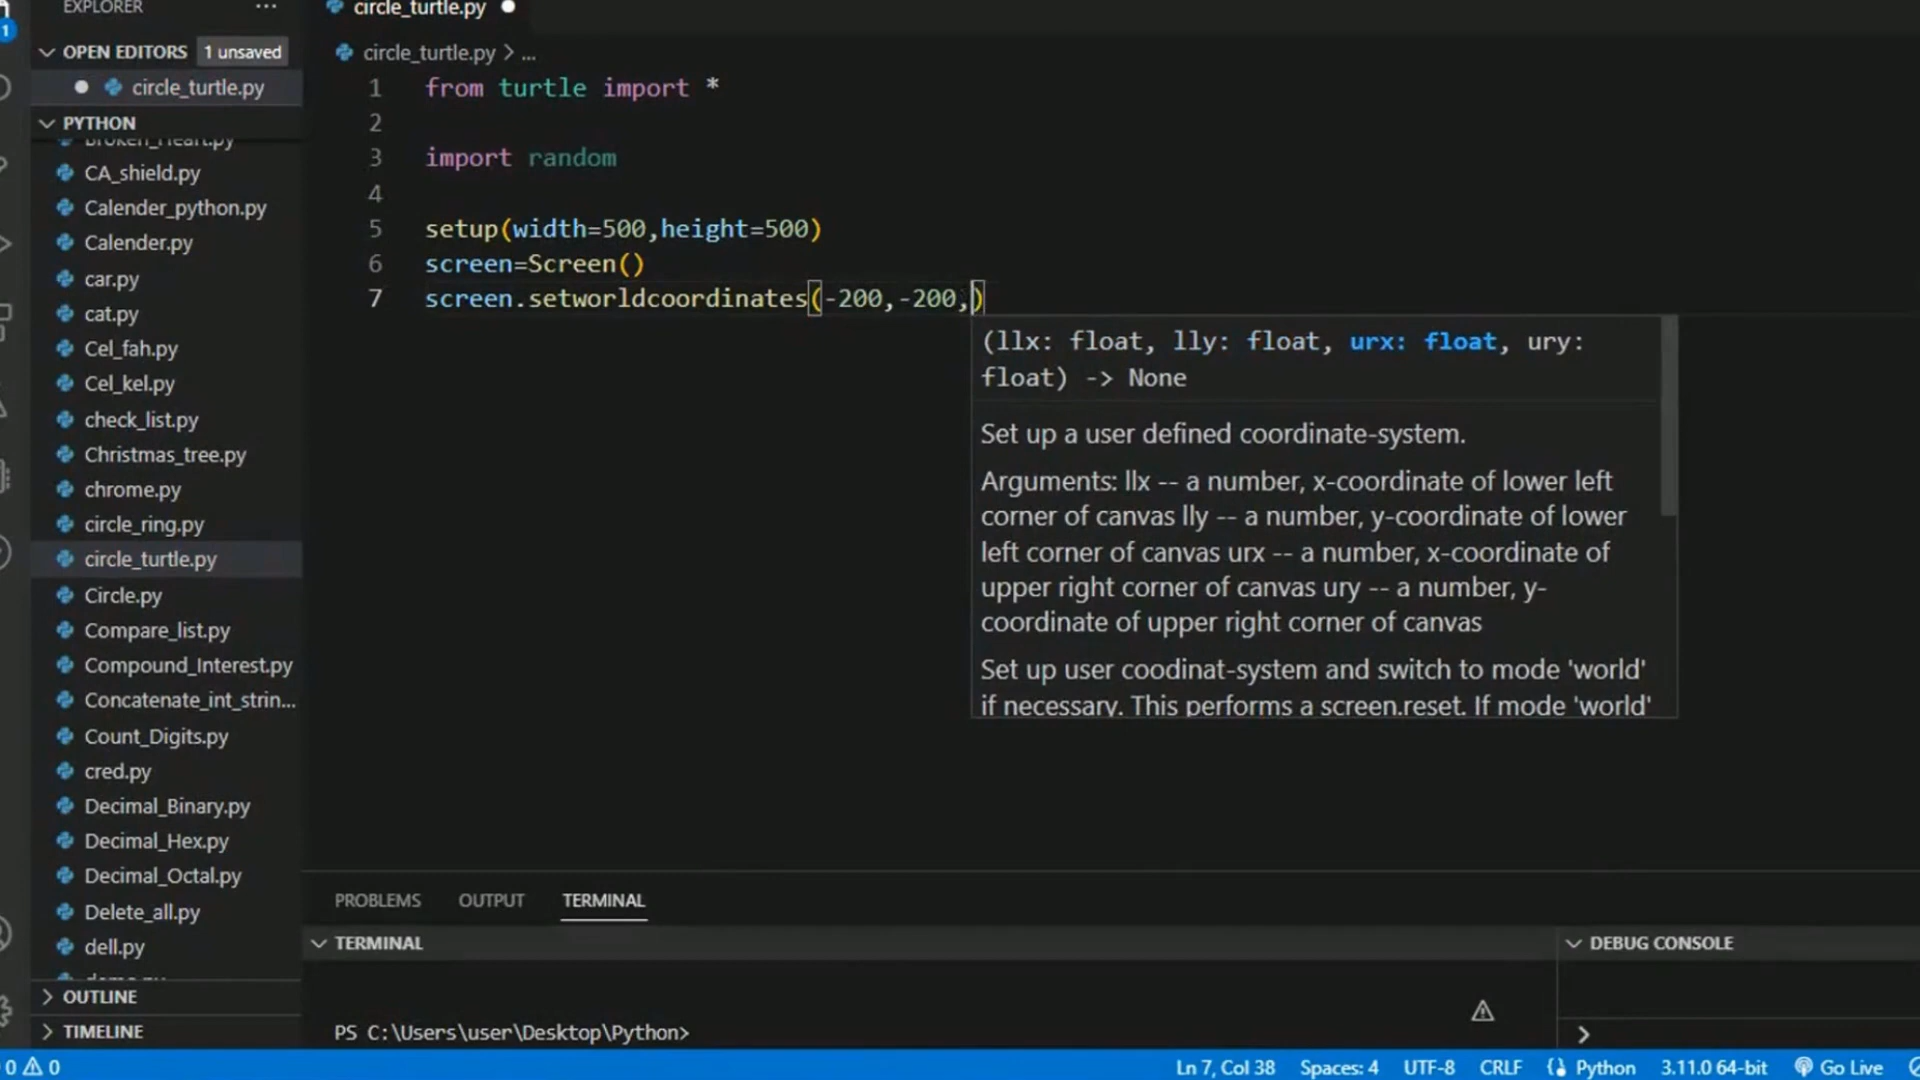 EXPLORER
...
circle_turtle.py
1
OPEN EDITORS 1 unsaved
circle_turtle.py
PYTHON
Broken_Heart.py
CA_shield.py
Calender_python.py
Calender.py
car.py
cat.py
Cel_fah.py
Cel_kel.py
check_list.py
Christmas_tree.py
chrome.py
circle_ring.py
circle_turtle.py
Circle.py
Compare_list.py
Compound_Interest.py
Concatenate_int_strin...
Count_Digits.py
cred.py
Decimal_Binary.py
Decimal_Hex.py
Decimal_Octal.py
Delete_all.py
dell.py
OUTLINE
TIMELINE
circle_turtle.py > ...
1 from turtle import *
2
3 import random
4
5 setup(width=500,height=500)
6 screen=Screen()
7 screen.setworldcoordinates(-200,-200,)
(llx: float, lly: float, urx: float, ury:
float) -> None
Set up a user defined coordinate-system.
Arguments: llx -- a number, x-coordinate of lower left
corner of canvas lly -- a number, y-coordinate of lower
left corner of canvas urx -- a number, x-coordinate of
upper right corner of canvas ury -- a number, y-
coordinate of upper right corner of canvas
Set up user coodinat-system and switch to mode 'world'
if necessary. This performs a screen.reset. If mode 'world'
PROBLEMS OUTPUT TERMINAL
TERMINAL
DEBUG CONSOLE
PS C:\Users\user\Desktop\Python>
>
0 0
Ln 7, Col 38 Spaces: 4 UTF-8 CRLF Python 3.11.0 64-bit Go Live